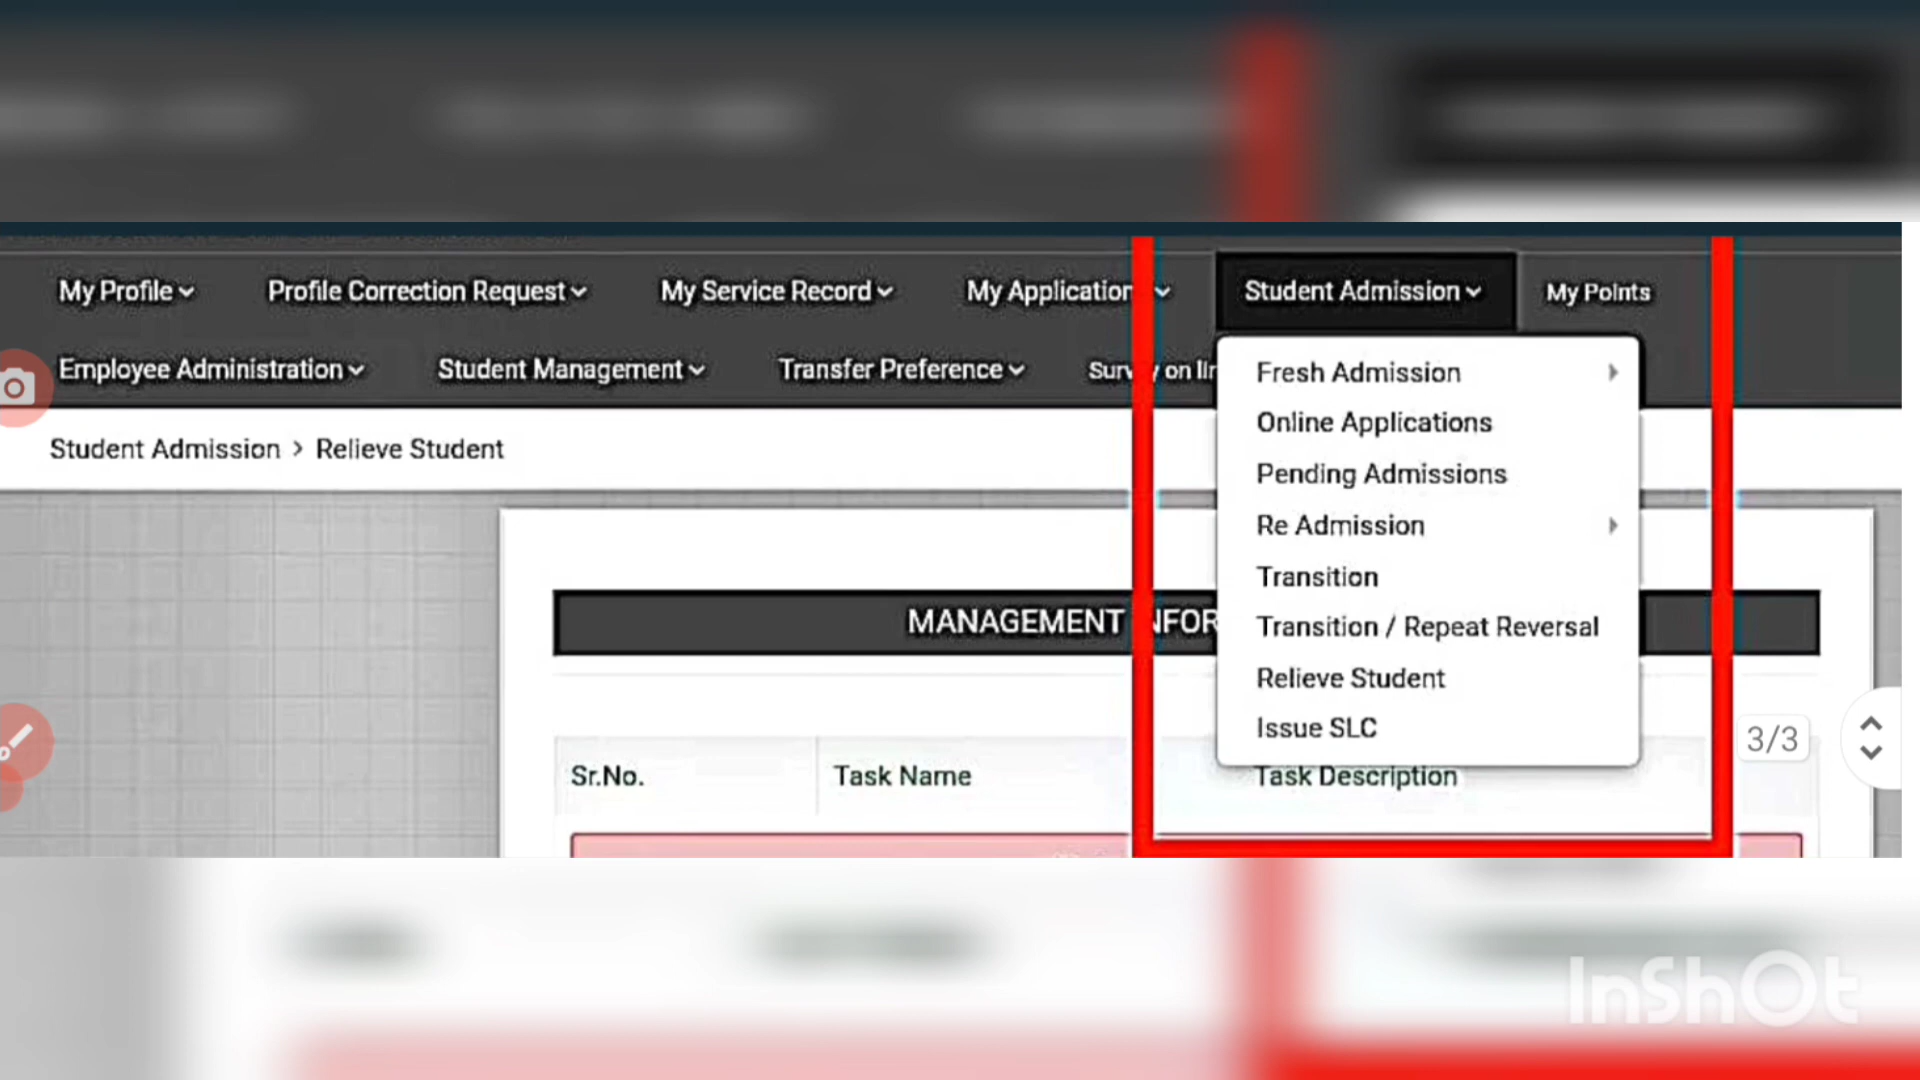 My Profile Profile Correction Request My Service Record My Application Student Admission My Points
Employee Administration Student Management Transfer Preference Survey on
Fresh Admission
Online Applications
Student Admission > Relieve Student
Pending Admissions
Re Admission
Transition
MANAGEMENT
Transition / Repeat Reversal
Relieve Student
Issue SLC
3/3
Sr.No. Task Name Task Description
InShOt